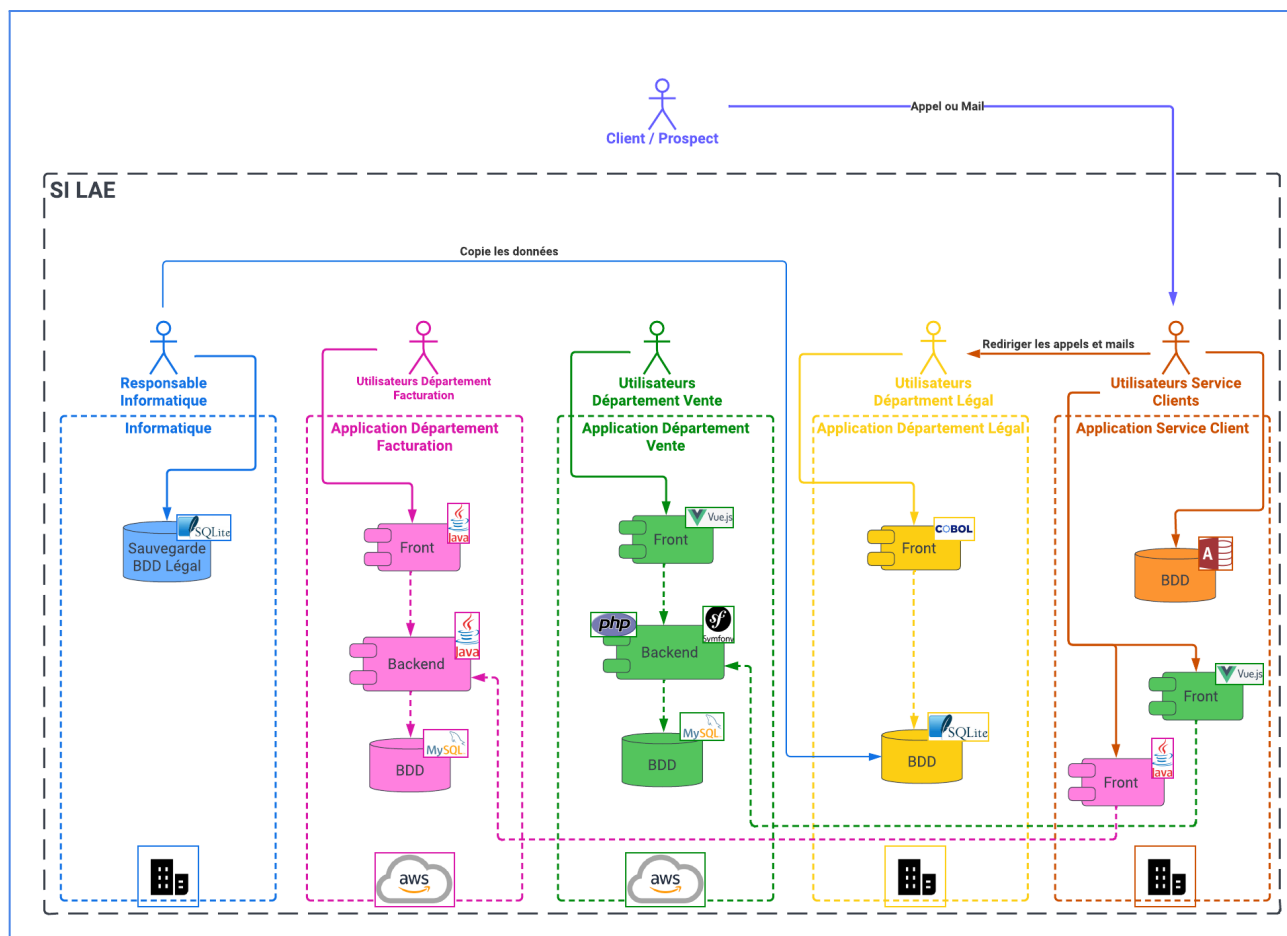 Appel ou Mail
Client / Prospect
SI LAE
Copie les données
Rediriger les appels et mails
Responsable
Informatique
Utilisateurs Département
Facturation
Utilisateurs
Département Vente
Utilisateurs
Départment Légal
Utilisateurs Service
Clients
Informatique
Application Département
Facturation
Application Département
Vente
Application Département Légal
Application Service Client
SQLite
Sauvegarde
BDD Légal
Java
Front
Vue.js
Front
COBOL
Front
A
BDD
Java
Backend
php
sf
Symfony
Backend
Vue.js
Front
MySQL
BDD
MySQL
BDD
SQLite
BDD
Java
Front
aws
aws